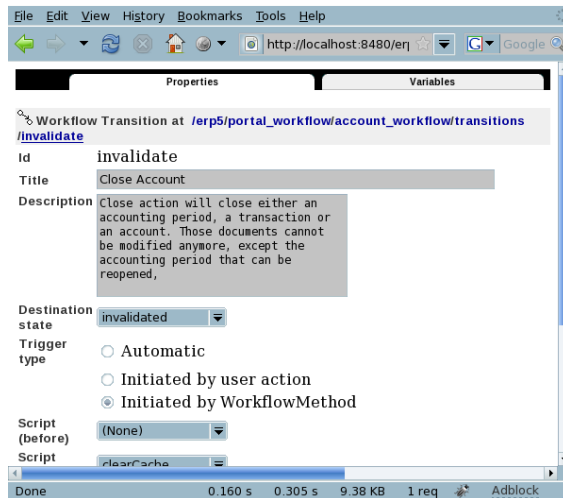 File Edit View History Bookmarks Tools Help
http://localhost:8480/erp
G Google
Properties Variables
Workflow Transition at /erp5/portal_workflow/account_workflow/transitions
/invalidate
Id invalidate
Title Close Account
Description Close action will close either an
accounting period, a transaction or
an account. Those documents cannot
be modified anymore, except the
accounting period that can be
reopened,
Destination
state invalidated
Trigger
type Automatic
Initiated by user action
Initiated by WorkflowMethod
Script
(before) (None)
Script clearCache
Done 0.160 s 0.305 s 9.38 KB 1 req Adblock